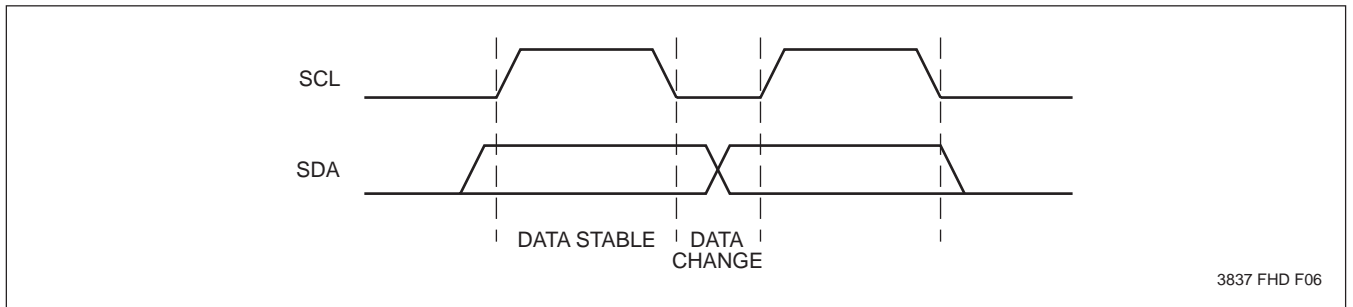 SCL
SDA
DATA STABLE
DATA
CHANGE
3837 FHD F06